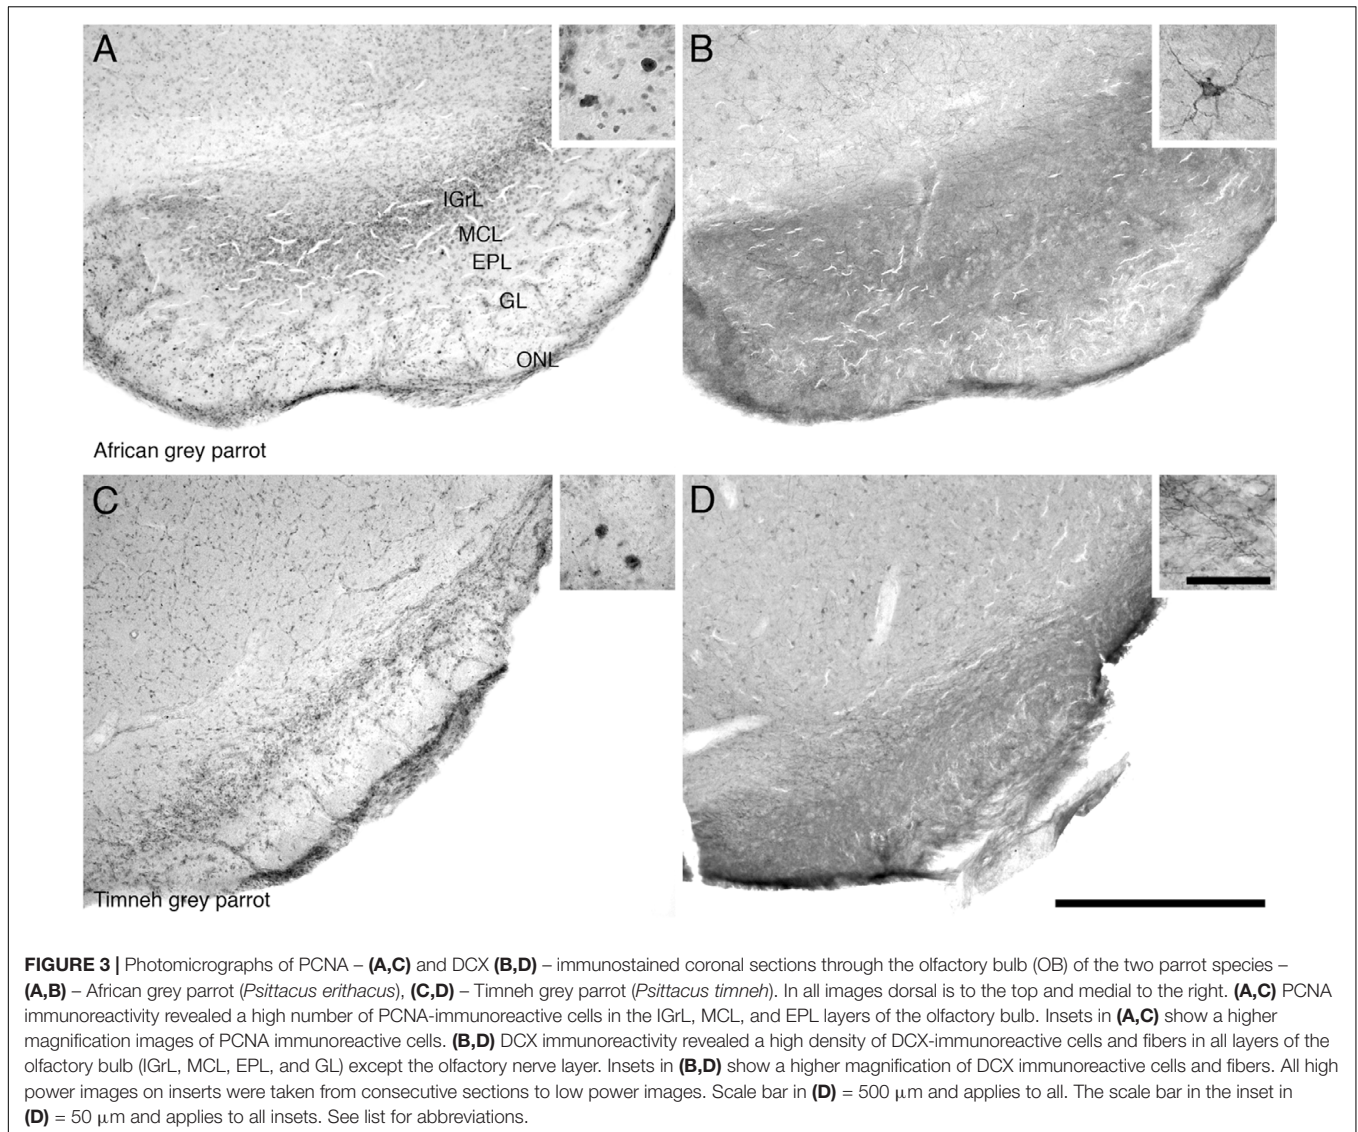 A
B
IGrL
MCL
EPL
GL
ONL
African grey parrot
C
D
Timneh grey parrot
FIGURE 3 | Photomicrographs of PCNA – (A,C) and DCX (B,D) – immunostained coronal sections through the olfactory bulb (OB) of the two parrot species –
(A,B) – African grey parrot (Psittacus erithacus), (C,D) – Timneh grey parrot (Psittacus timneh). In all images dorsal is to the top and medial to the right. (A,C) PCNA
immunoreactivity revealed a high number of PCNA-immunoreactive cells in the IGrL, MCL, and EPL layers of the olfactory bulb. Insets in (A,C) show a higher
magnification images of PCNA immunoreactive cells. (B,D) DCX immunoreactivity revealed a high density of DCX-immunoreactive cells and fibers in all layers of the
olfactory bulb (IGrL, MCL, EPL, and GL) except the olfactory nerve layer. Insets in (B,D) show a higher magnification of DCX immunoreactive cells and fibers. All high
power images on inserts were taken from consecutive sections to low power images. Scale bar in (D) = 500 μm and applies to all. The scale bar in the inset in
(D) = 50 μm and applies to all insets. See list for abbreviations.